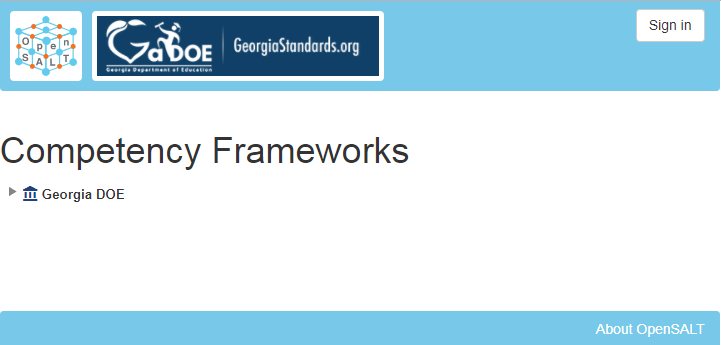 Open
SALT
GaDOE
Georgia Department of Education
GeorgiaStandards.org
Sign in
Competency Frameworks
Georgia DOE
About OpenSALT